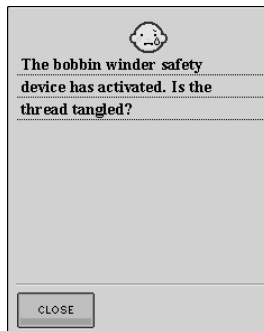 The bobbin winder safety
device has activated. Is the
thread tangled?
CLOSE